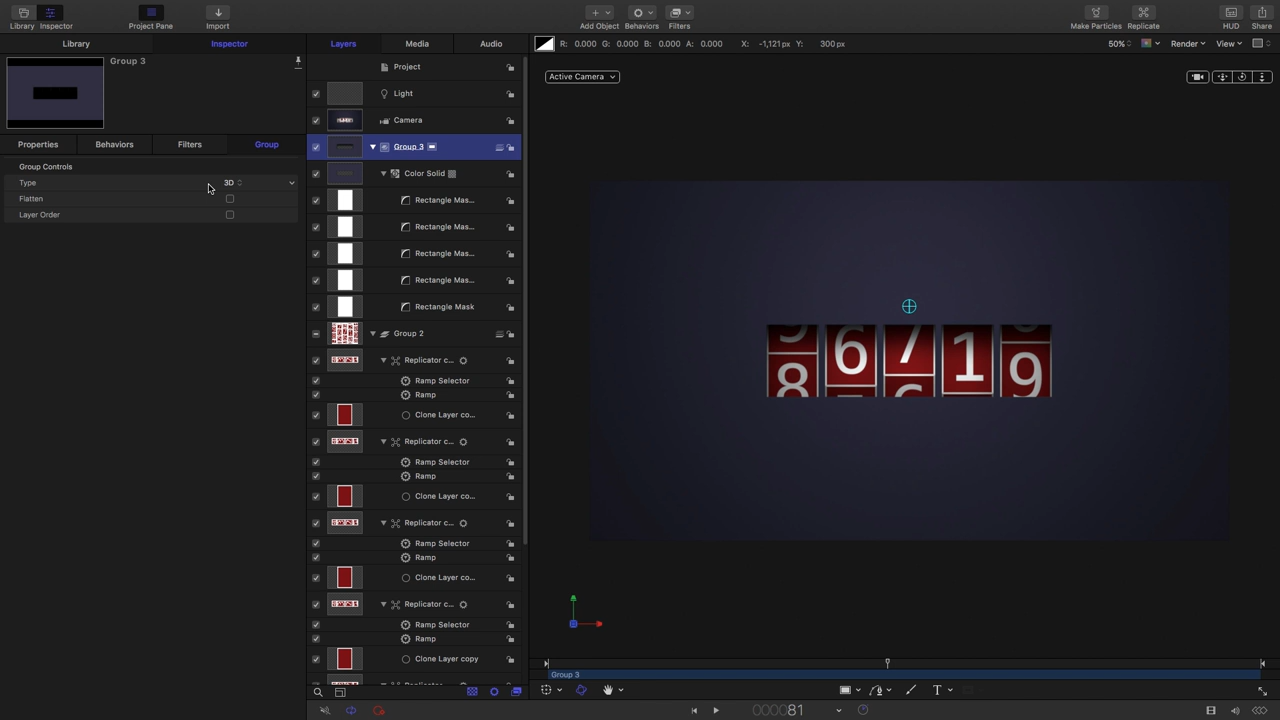 Library
Inspector
Project Pane
Import
Add Object
Behaviors
Filters
Make Particles
Replicate
HUD
Share
Library
Inspector
Layers
Media
Audio
R: 0.000 G: 0.000 B: 0.000 A: 0.000 X: -1,121 px Y: 300 px
50%
Render
View
Group 3
Active Camera
Properties
Behaviors
Filters
Group
Group Controls
Type 3D
Flatten
Layer Order
Project
Light
Camera
Group 3
Color Solid
Rectangle Mas...
Rectangle Mas...
Rectangle Mas...
Rectangle Mas...
Rectangle Mask
Group 2
Replicator c...
Ramp Selector
Ramp
Clone Layer co...
Replicator c...
Ramp Selector
Ramp
Clone Layer co...
Replicator c...
Ramp Selector
Ramp
Clone Layer co...
Replicator c...
Ramp Selector
Ramp
Clone Layer copy
6 7 1
8 9
Group 3
T
000081